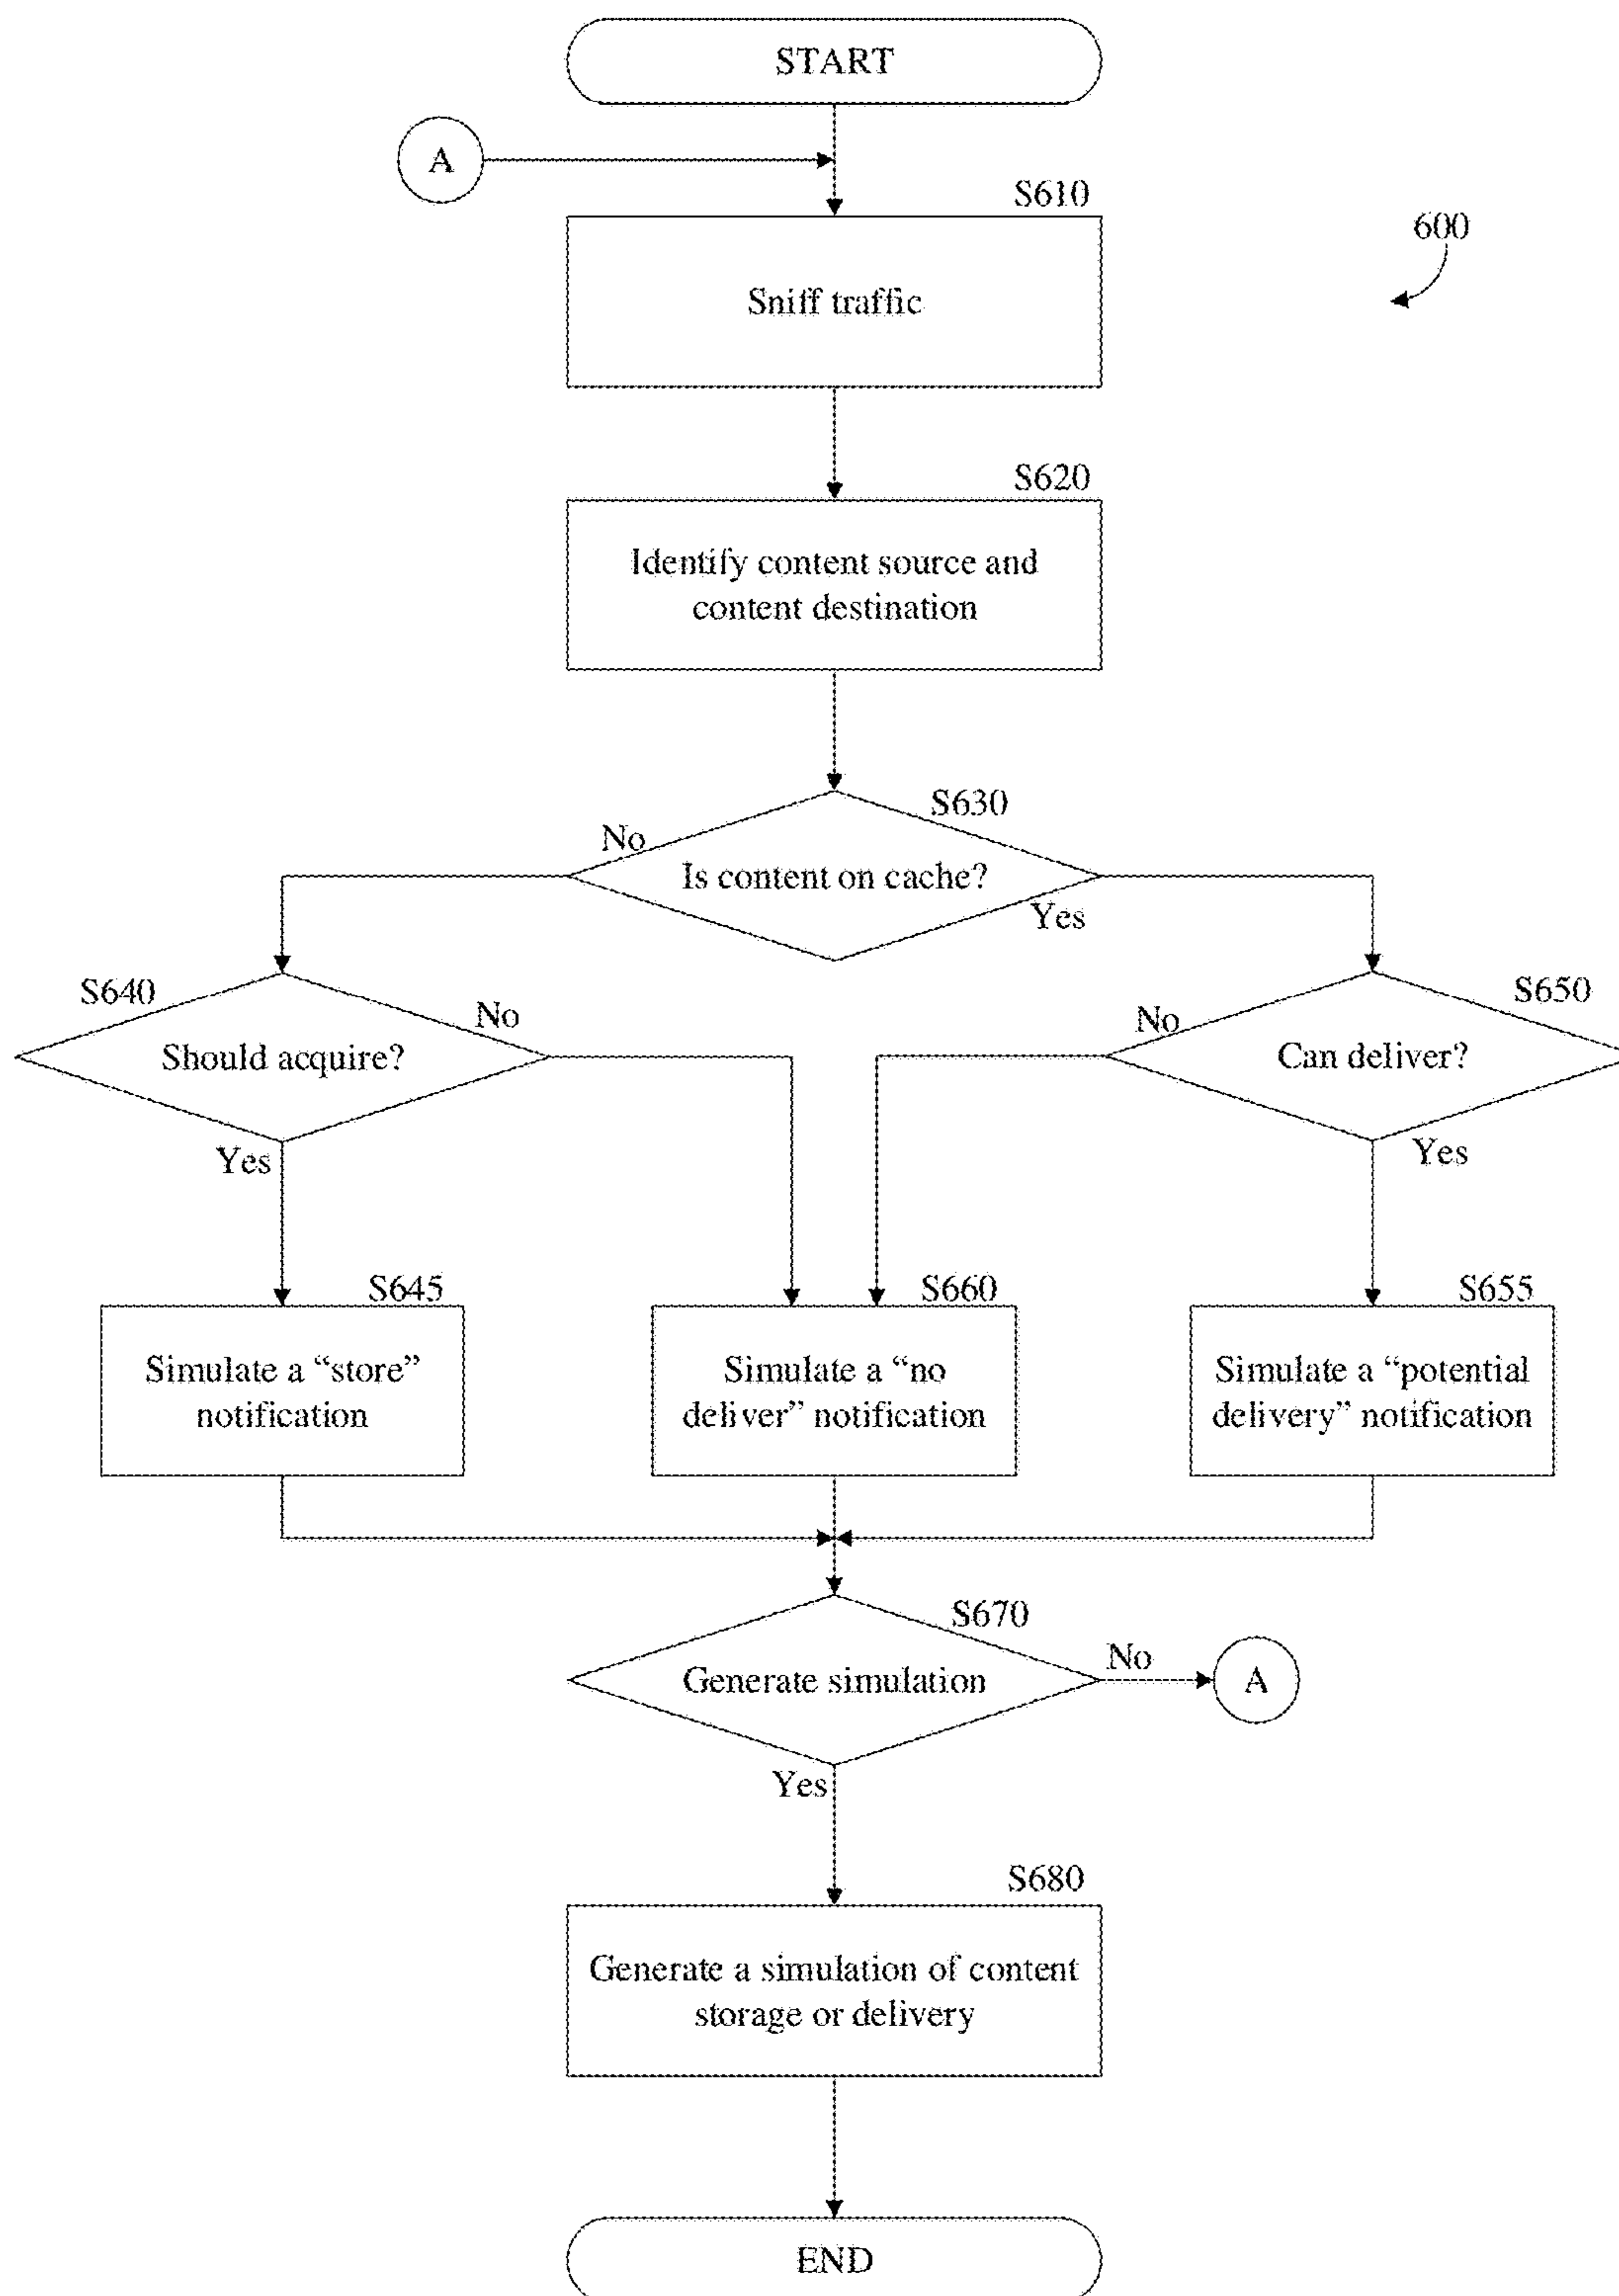 START
A
S610
600
Sniff traffic
S620
Identify content source and
content destination
S630
No
Is content on cache?
Yes
S640
No
Should acquire?
Yes
S650
No
Can deliver?
Yes
S645
Simulate a “store”
notification
S660
Simulate a “no
deliver” notification
S655
Simulate a “potential
delivery” notification
S670
Generate simulation
No
A
Yes
S680
Generate a simulation of content
storage or delivery
END